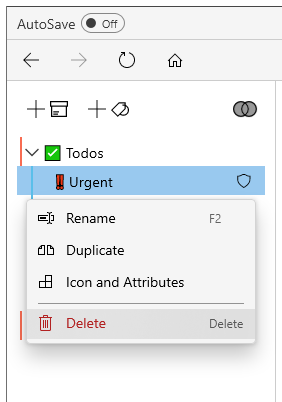 AutoSave Off
Todos
Urgent
Rename F2
Duplicate
Icon and Attributes
Delete Delete